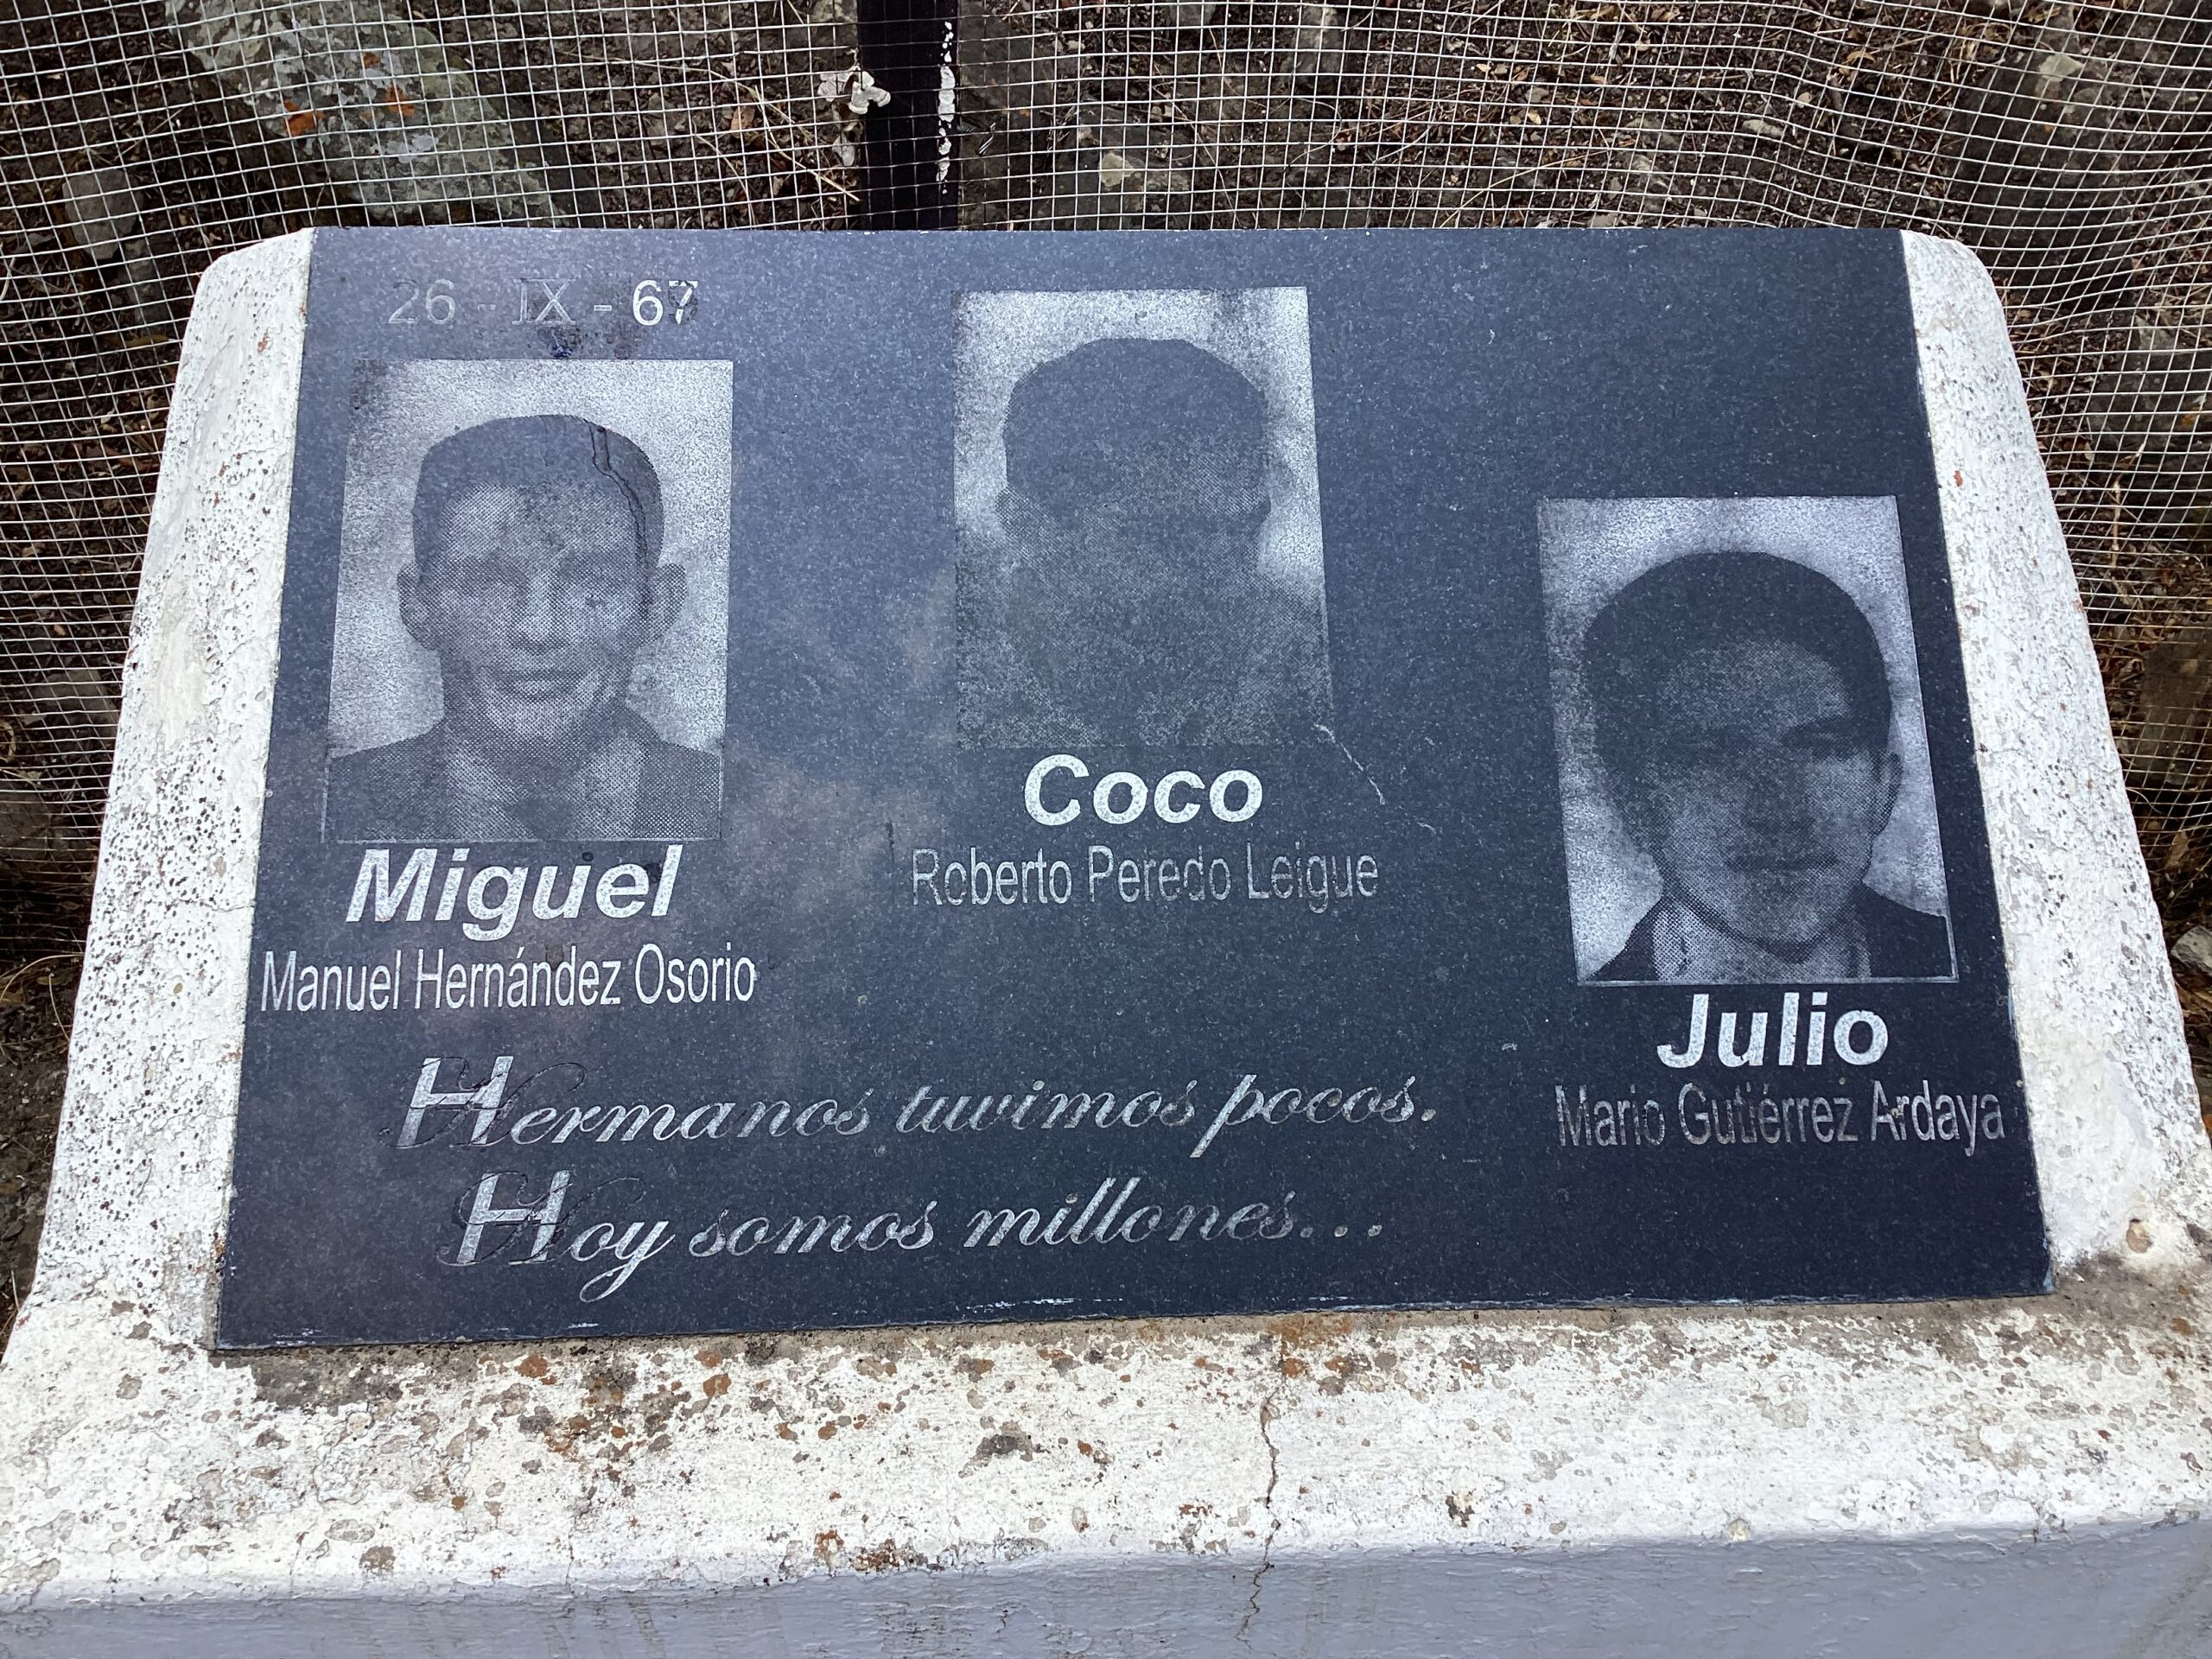 26 - IX - 67
Miguel
Manuel Hernández Osorio
Coco
Roberto Peredo Leigue
Julio
Mario Gutiérrez Ardaya
Hermanos tuvimos pocos.
Hoy somos millones...